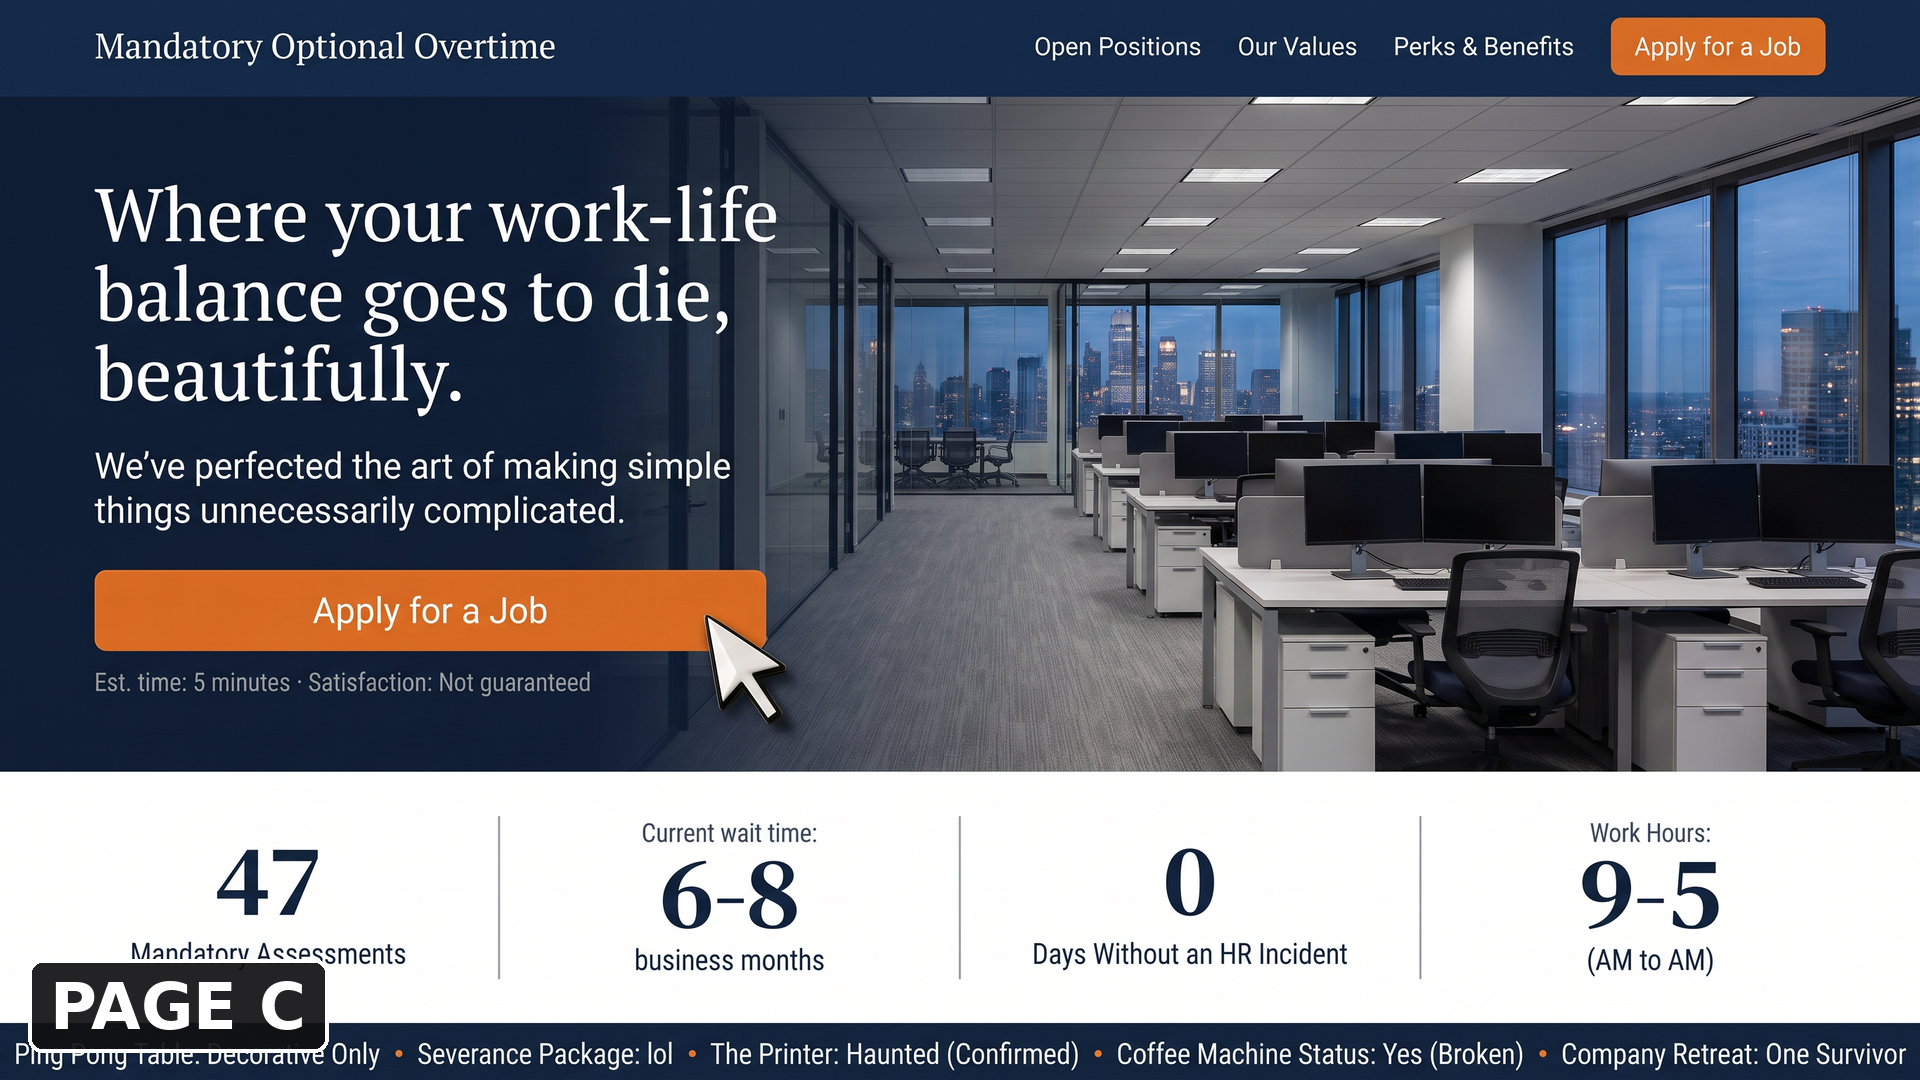 Mandatory Optional Overtime
Open Positions
Our Values
Perks & Benefits
Apply for a Job
Where your work-life
balance goes to die,
beautifully.
We’ve perfected the art of making simple
things unnecessarily complicated.
Apply for a Job
Est. time: 5 minutes · Satisfaction: Not guaranteed
47
Mandatory Assessments
Current wait time:
6-8
business months
0
Days Without an HR Incident
Work Hours:
9-5
(AM to AM)
PAGE C
Ping Pong Table: Decorative Only • Severance Package: lol • The Printer: Haunted (Confirmed) • Coffee Machine Status: Yes (Broken) • Company Retreat: One Survivor